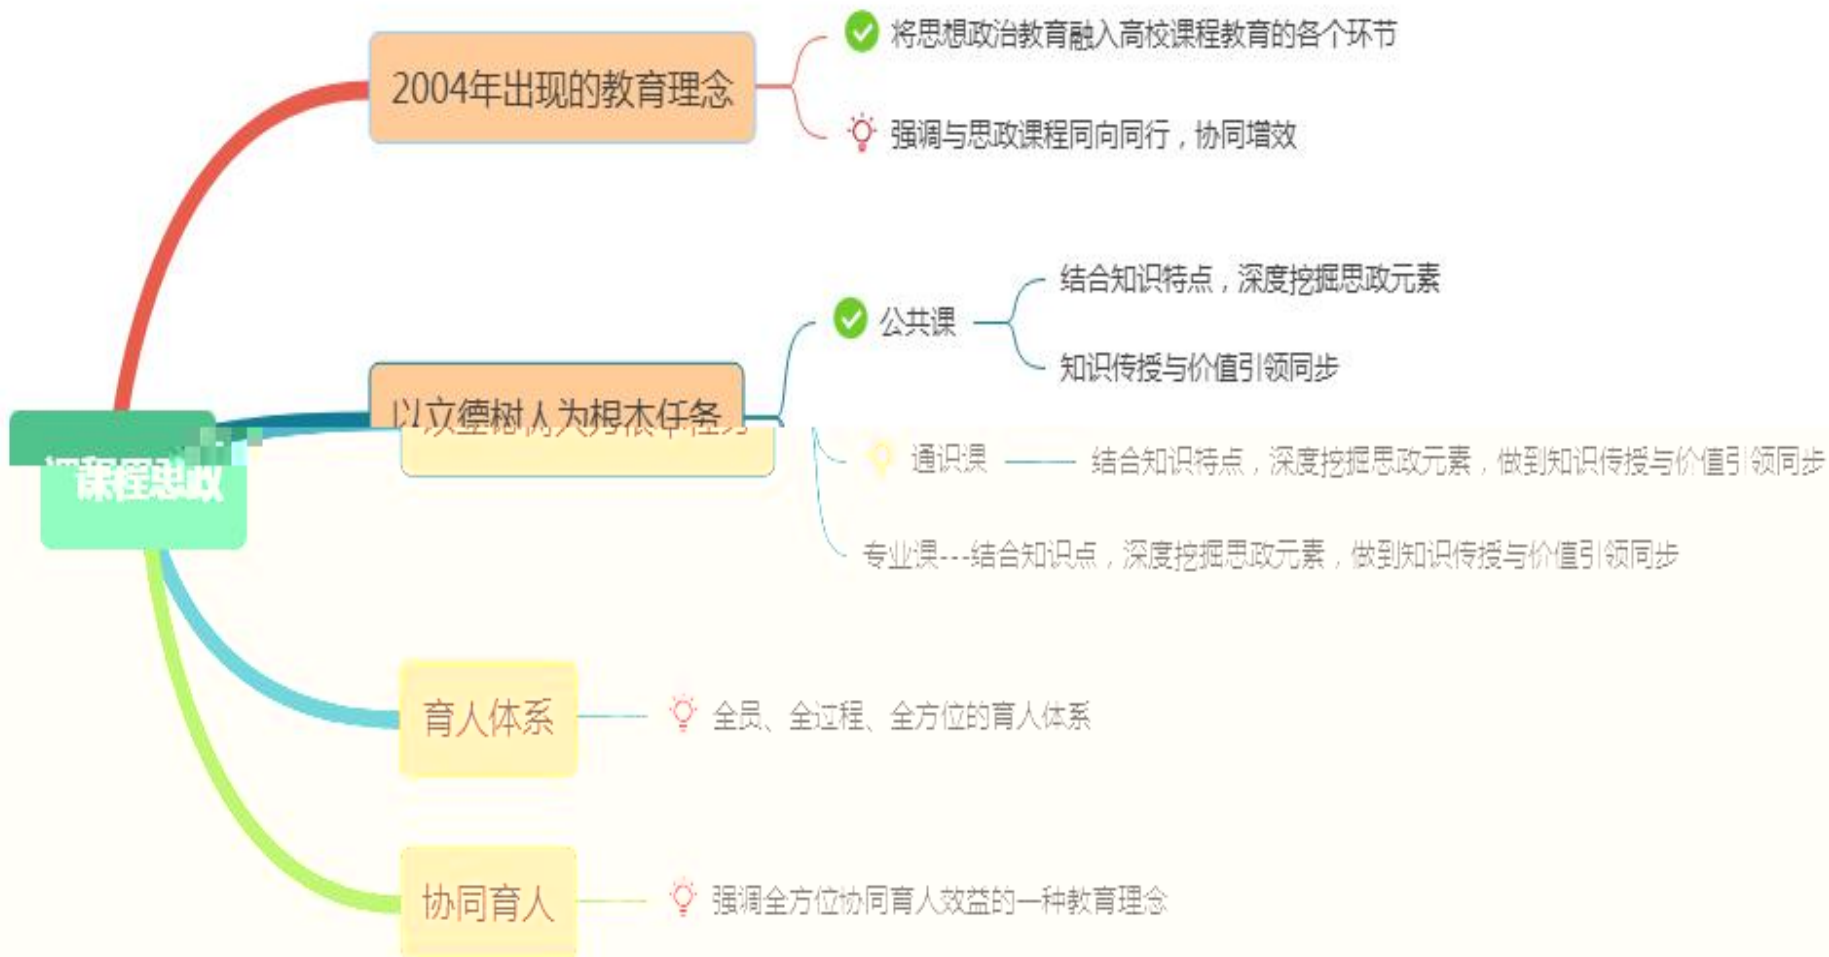 2004年出现的教育理念
将思想政治教育融入高校课程教育的各个环节
强调与思政课程同向同行，协同增效
以立德树人为根本任务
公共课
结合知识特点，深度挖掘思政元素
知识传授与价值引领同步
通识课
结合知识特点，深度挖掘思政元素，做到知识传授与价值引领同步
专业课---结合知识点，深度挖掘思政元素，做到知识传授与价值引领同步
课程思政
育人体系
全员、全过程、全方位的育人体系
协同育人
强调全方位协同育人效益的一种教育理念